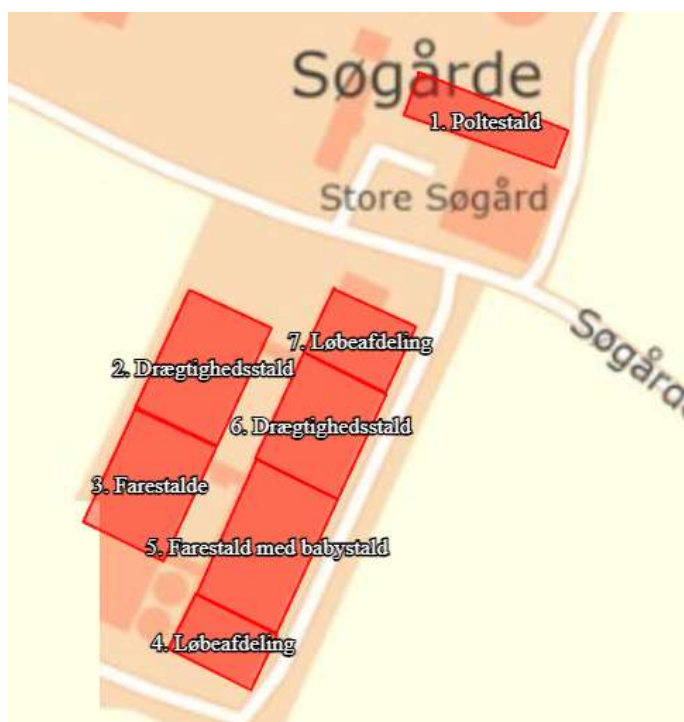 Søgårde
1. Poltestald
Store Søgård
7. Løbeafdeling
2. Drægtighedsstald
6. Drægtighedsstald
3. Farestalde
5. Farestald med babystald
4. Løbeafdeling